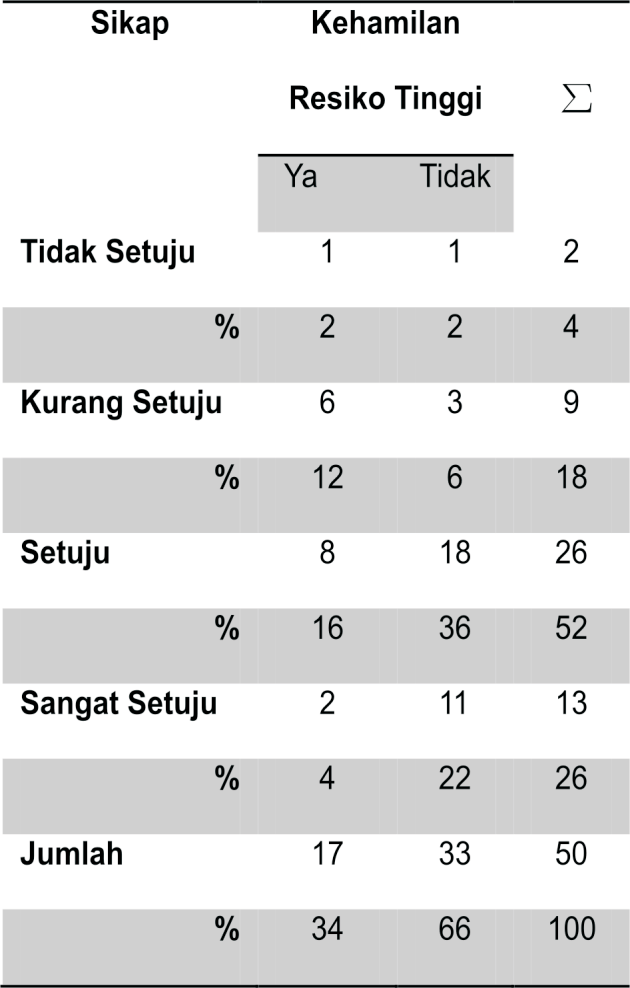 Sikap Kehamilan
Resiko Tinggi ∑
Ya Tidak
Tidak Setuju 1 1 2
% 2 2 4
Kurang Setuju 6 3 9
% 12 6 18
Setuju 8 18 26
% 16 36 52
Sangat Setuju 2 11 13
% 4 22 26
Jumlah 17 33 50
% 34 66 100